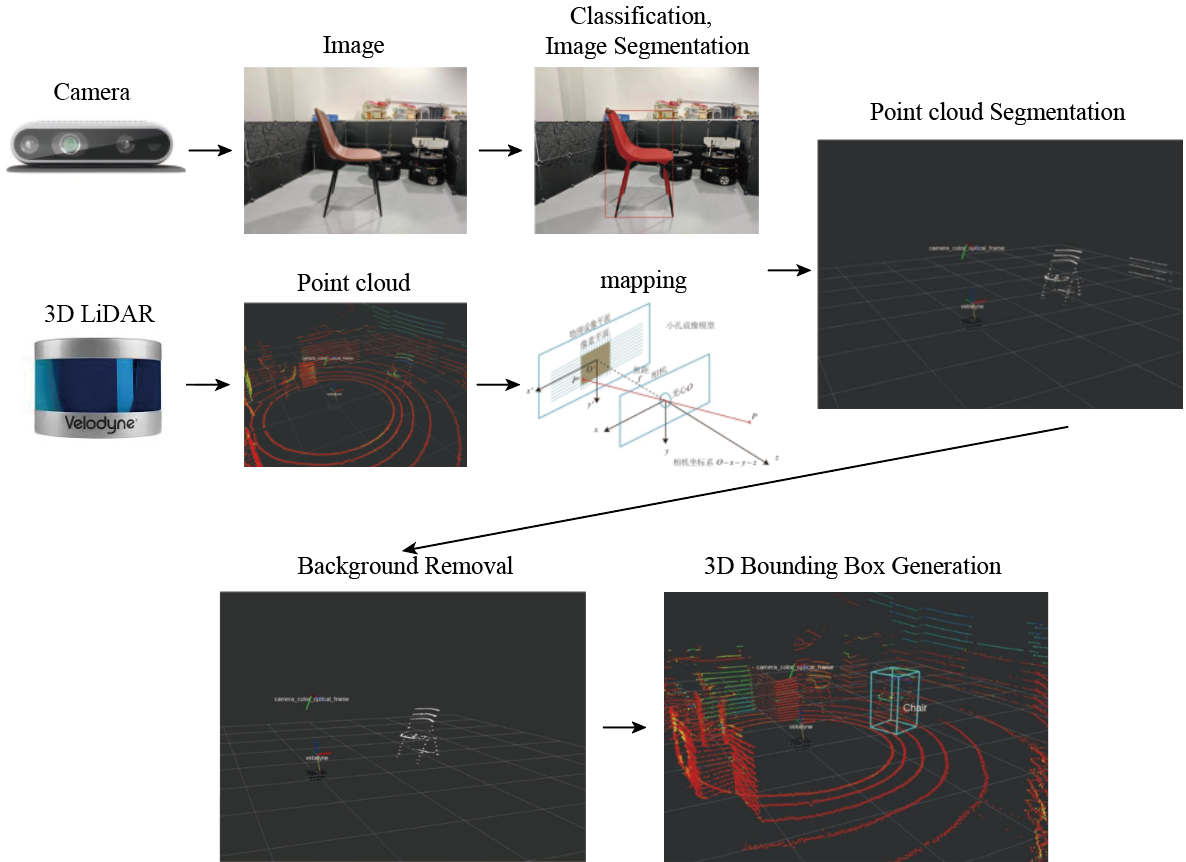 Classification,
Image
Image Segmentation
Camera
Point cloud Segmentation
camera_color_optical_frame
velodyne
Point cloud
mapping
3D LiDAR
Velodyne
camera_color_optical_frame
velodyne
物理成像平面
像素平面
小孔成像模型
O'
x'
y'
P'
焦距
f
相机
光心O
P
x
y
z
相机坐标系 O-x-y-z
Background Removal
3D Bounding Box Generation
camera_color_optical_frame
velodyne
camera_color_optical_frame
velodyne
Chair